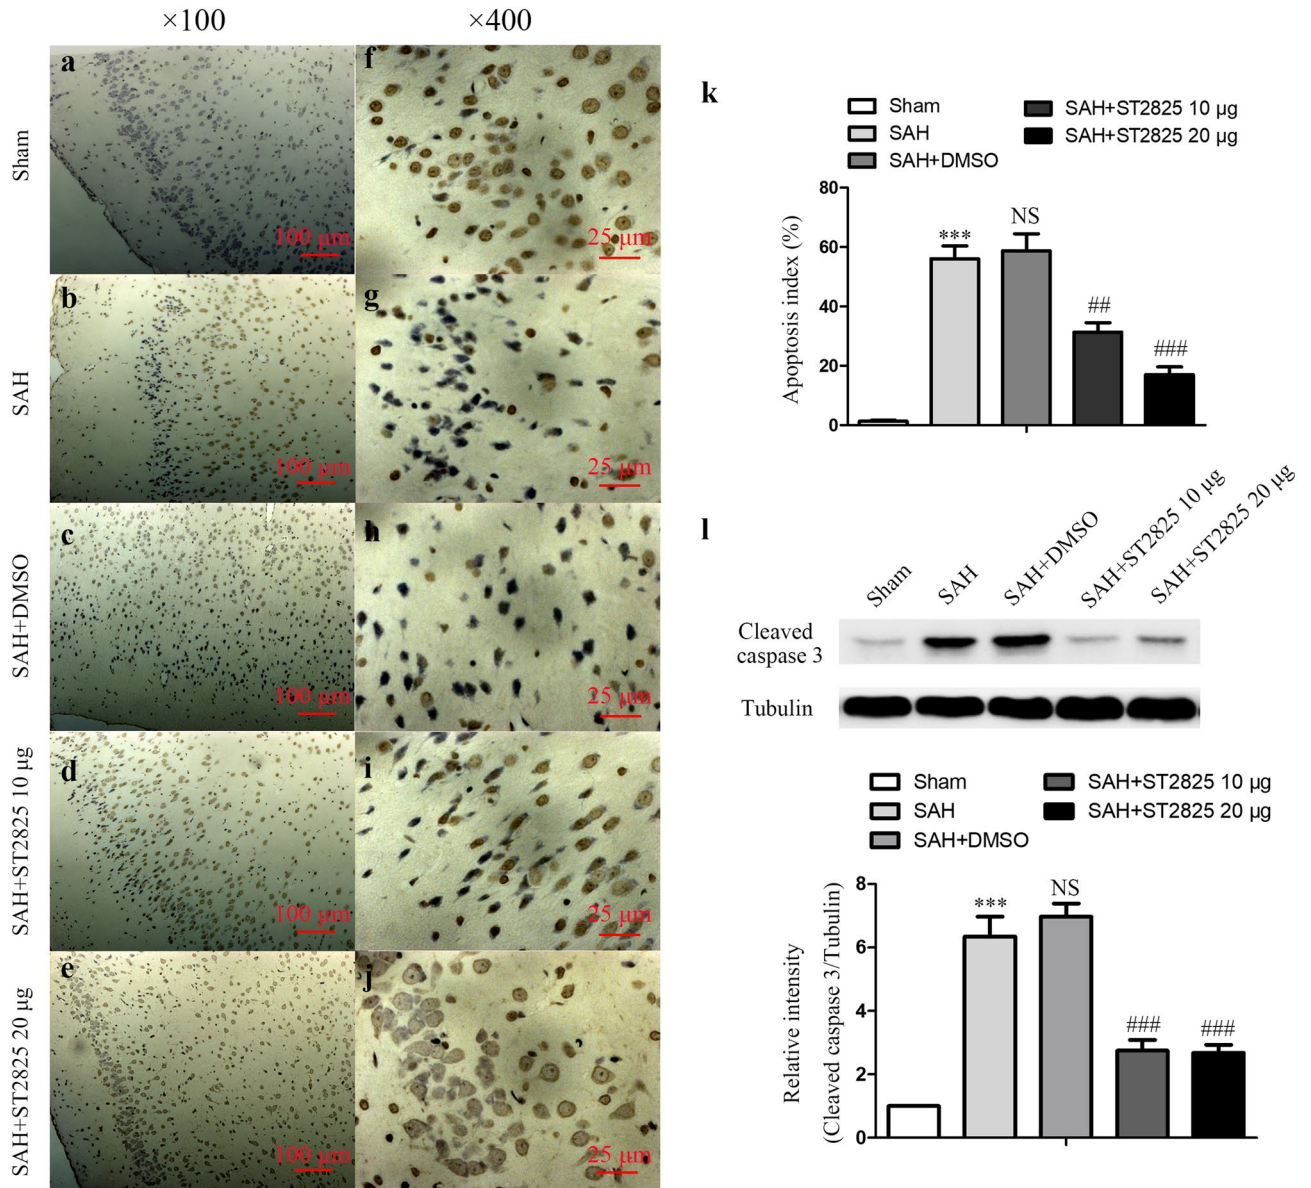 ×100
×400
Sham
a
100 μm
f
25 μm
SAH
b
100 μm
g
25 μm
SAH+DMSO
c
100 μm
h
25 μm
SAH+ST2825 10 μg
d
100 μm
i
25 μm
SAH+ST2825 20 μg
e
100 μm
j
25 μm
k
Sham
SAH
SAH+DMSO
SAH+ST2825 10 μg
SAH+ST2825 20 μg
Apoptosis index (%)
80
60
40
20
0
***
NS
##
###
l
Sham
SAH
SAH+DMSO
SAH+ST2825 10 μg
SAH+ST2825 20 μg
Cleaved
caspase 3
Tubulin
Sham
SAH
SAH+DMSO
SAH+ST2825 10 μg
SAH+ST2825 20 μg
Relative intensity
(Cleaved caspase 3/Tubulin)
8
6
4
2
0
***
NS
###
###